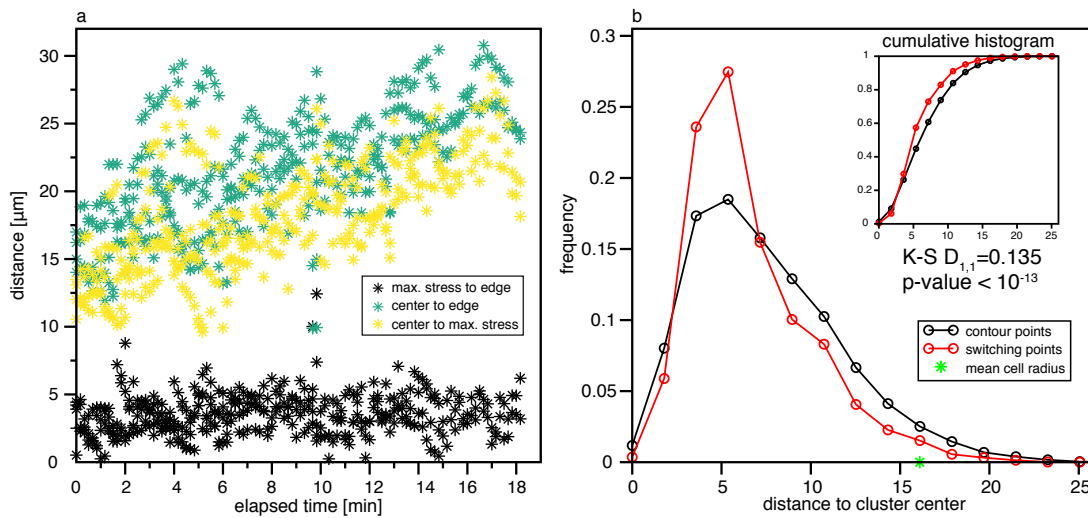 a
30
25
20
15
10
5
0
distance [µm]
max. stress to edge
center to edge
center to max. stress
0 2 4 6 8 10 12 14 16 18
elapsed time [min]
b
0.3
0.25
0.2
0.15
0.1
0.05
0
frequency
cumulative histogram
1
0.8
0.6
0.4
0.2
0
0 5 10 15 20 25
K-S D1,1=0.135
p-value < 10-13
contour points
switching points
mean cell radius
0 5 10 15 20 25
distance to cluster center